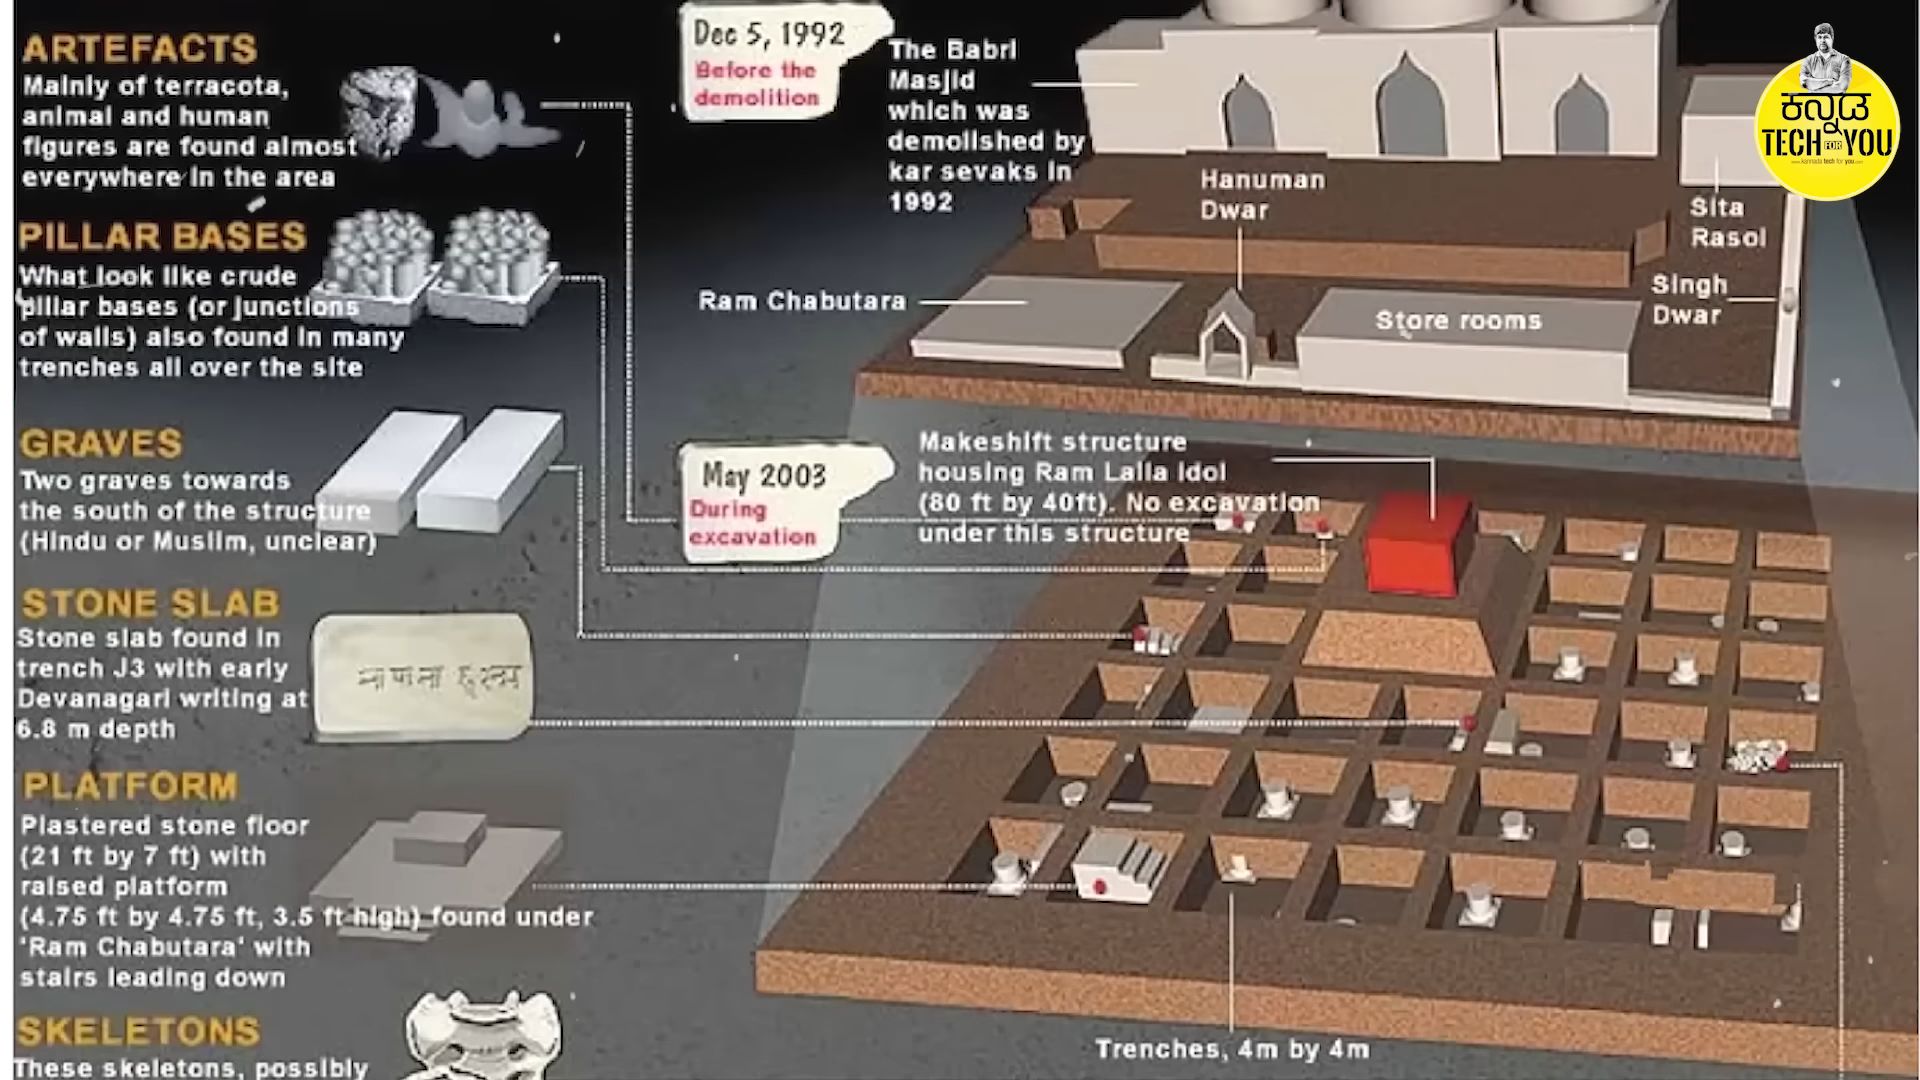 ARTEFACTS
Mainly of terracota,
animal and human
figures are found almost
everywhere in the area
PILLAR BASES
What look like crude
pillar bases (or junctions
of walls) also found in many
trenches all over the site
GRAVES
Two graves towards
the south of the structure
(Hindu or Muslim, unclear)
STONE SLAB
Stone slab found in
trench J3 with early
Devanagari writing at
6.8 m depth
PLATFORM
Plastered stone floor
(21 ft by 7 ft) with
raised platform
(4.75 ft by 4.75 ft, 3.5 ft high) found under
'Ram Chabutara' with
stairs leading down
SKELETONS
These skeletons, possibly
Dec 5, 1992
Before the
demolition
The Babri
Masjid
which was
demolished by
kar sevaks in
1992
Hanuman
Dwar
Sita
Rasoi
Singh
Dwar
Ram Chabutara
Store rooms
May 2003
During
excavation
Makeshift structure
housing Ram Lalla idol
(80 ft by 40ft). No excavation
under this structure
Trenches, 4m by 4m
ಕನ್ನಡ
TECH FOR YOU
www.kannada tech for you.com